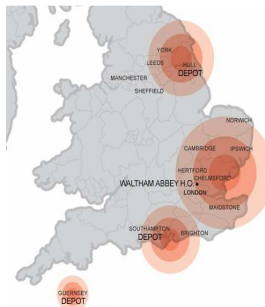 YORK
LEEDS
HULL
DEPOT
MANCHESTER
SHEFFIELD
NORWICH
CAMBRIDGE
IPSWICH
HERTFORD
CHELMSFORD
WALTHAM ABBEY H.O.
LONDON
MAIDSTONE
SOUTHAMPTON
DEPOT
BRIGHTON
GUERNSEY
DEPOT